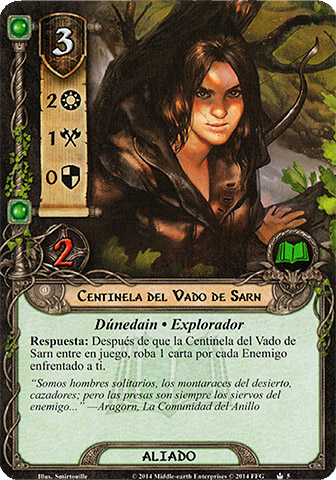 3
2
1
0
2
Centinela del Vado de Sarn
Dúnedain • Explorador
Respuesta: Después de que la Centinela del Vado de
Sarn entre en juego, roba 1 carta por cada Enemigo
enfrentado a ti.
“Somos hombres solitarios, los montaraces del desierto,
cazadores; pero las presas son siempre los siervos del
enemigo...” —Aragorn, La Comunidad del Anillo
Aliado
Illus. Smirtouille
© 2014 Middle-earth Enterprises © 2014 FFG
5